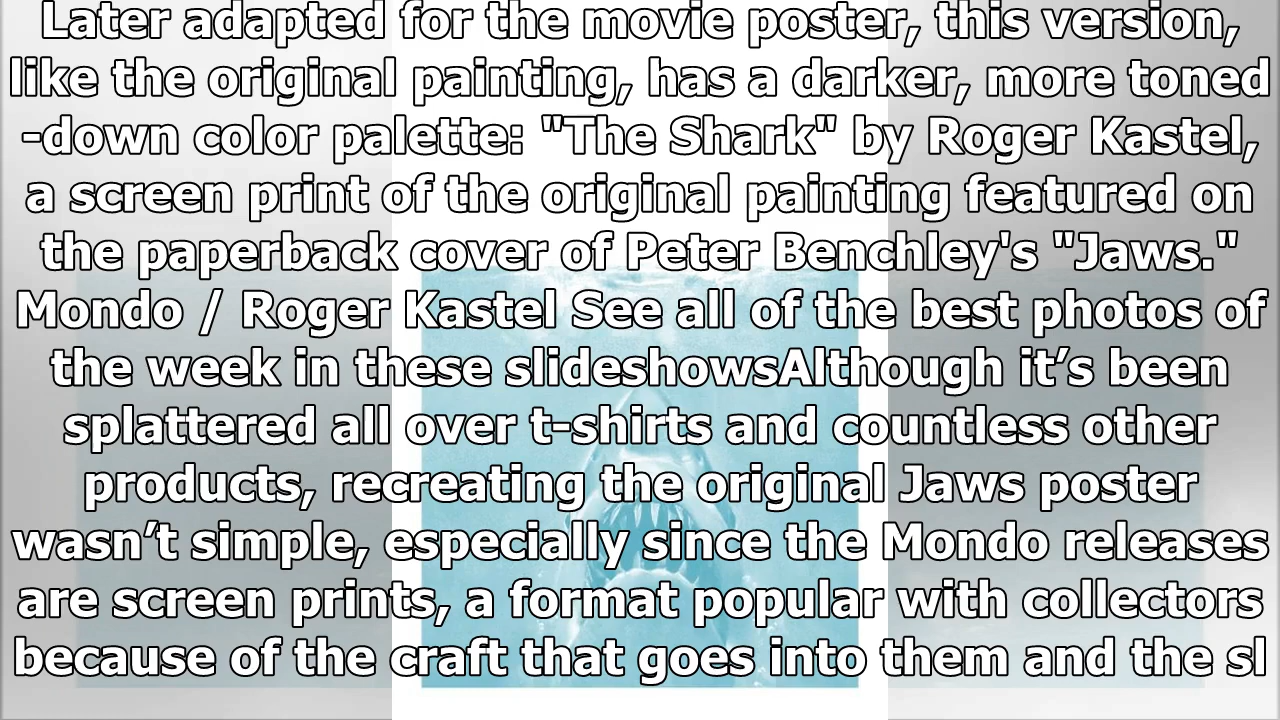 Later adapted for the movie poster, this version,
like the original painting, has a darker, more toned
-down color palette: "The Shark" by Roger Kastel,
a screen print of the original painting featured on
the paperback cover of Peter Benchley's "Jaws."
Mondo / Roger Kastel See all of the best photos of
the week in these slideshowsAlthough it’s been
splattered all over t-shirts and countless other
products, recreating the original Jaws poster
wasn’t simple, especially since the Mondo releases
are screen prints, a format popular with collectors
because of the craft that goes into them and the sl